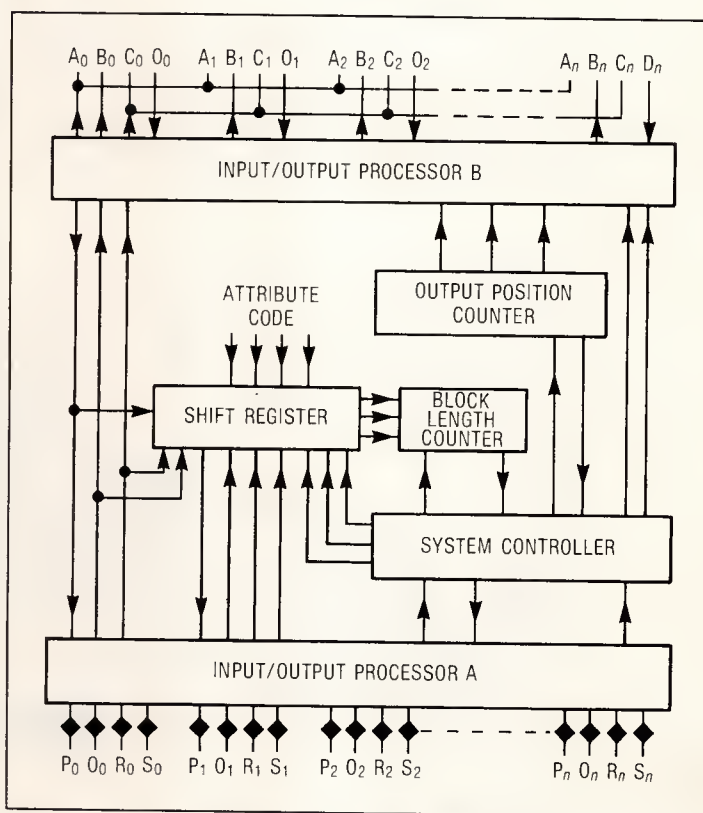 A₀ B₀ C₀ O₀ A₁ B₁ C₁ O₁ A₂ B₂ C₂ O₂ Aₙ Bₙ Cₙ Dₙ
INPUT/OUTPUT PROCESSOR B
OUTPUT POSITION
COUNTER
ATTRIBUTE
CODE
SHIFT REGISTER
BLOCK
LENGTH
COUNTER
SYSTEM CONTROLLER
INPUT/OUTPUT PROCESSOR A
P₀ O₀ R₀ S₀ P₁ O₁ R₁ S₁ P₂ O₂ R₂ S₂ Pₙ Oₙ Rₙ Sₙ